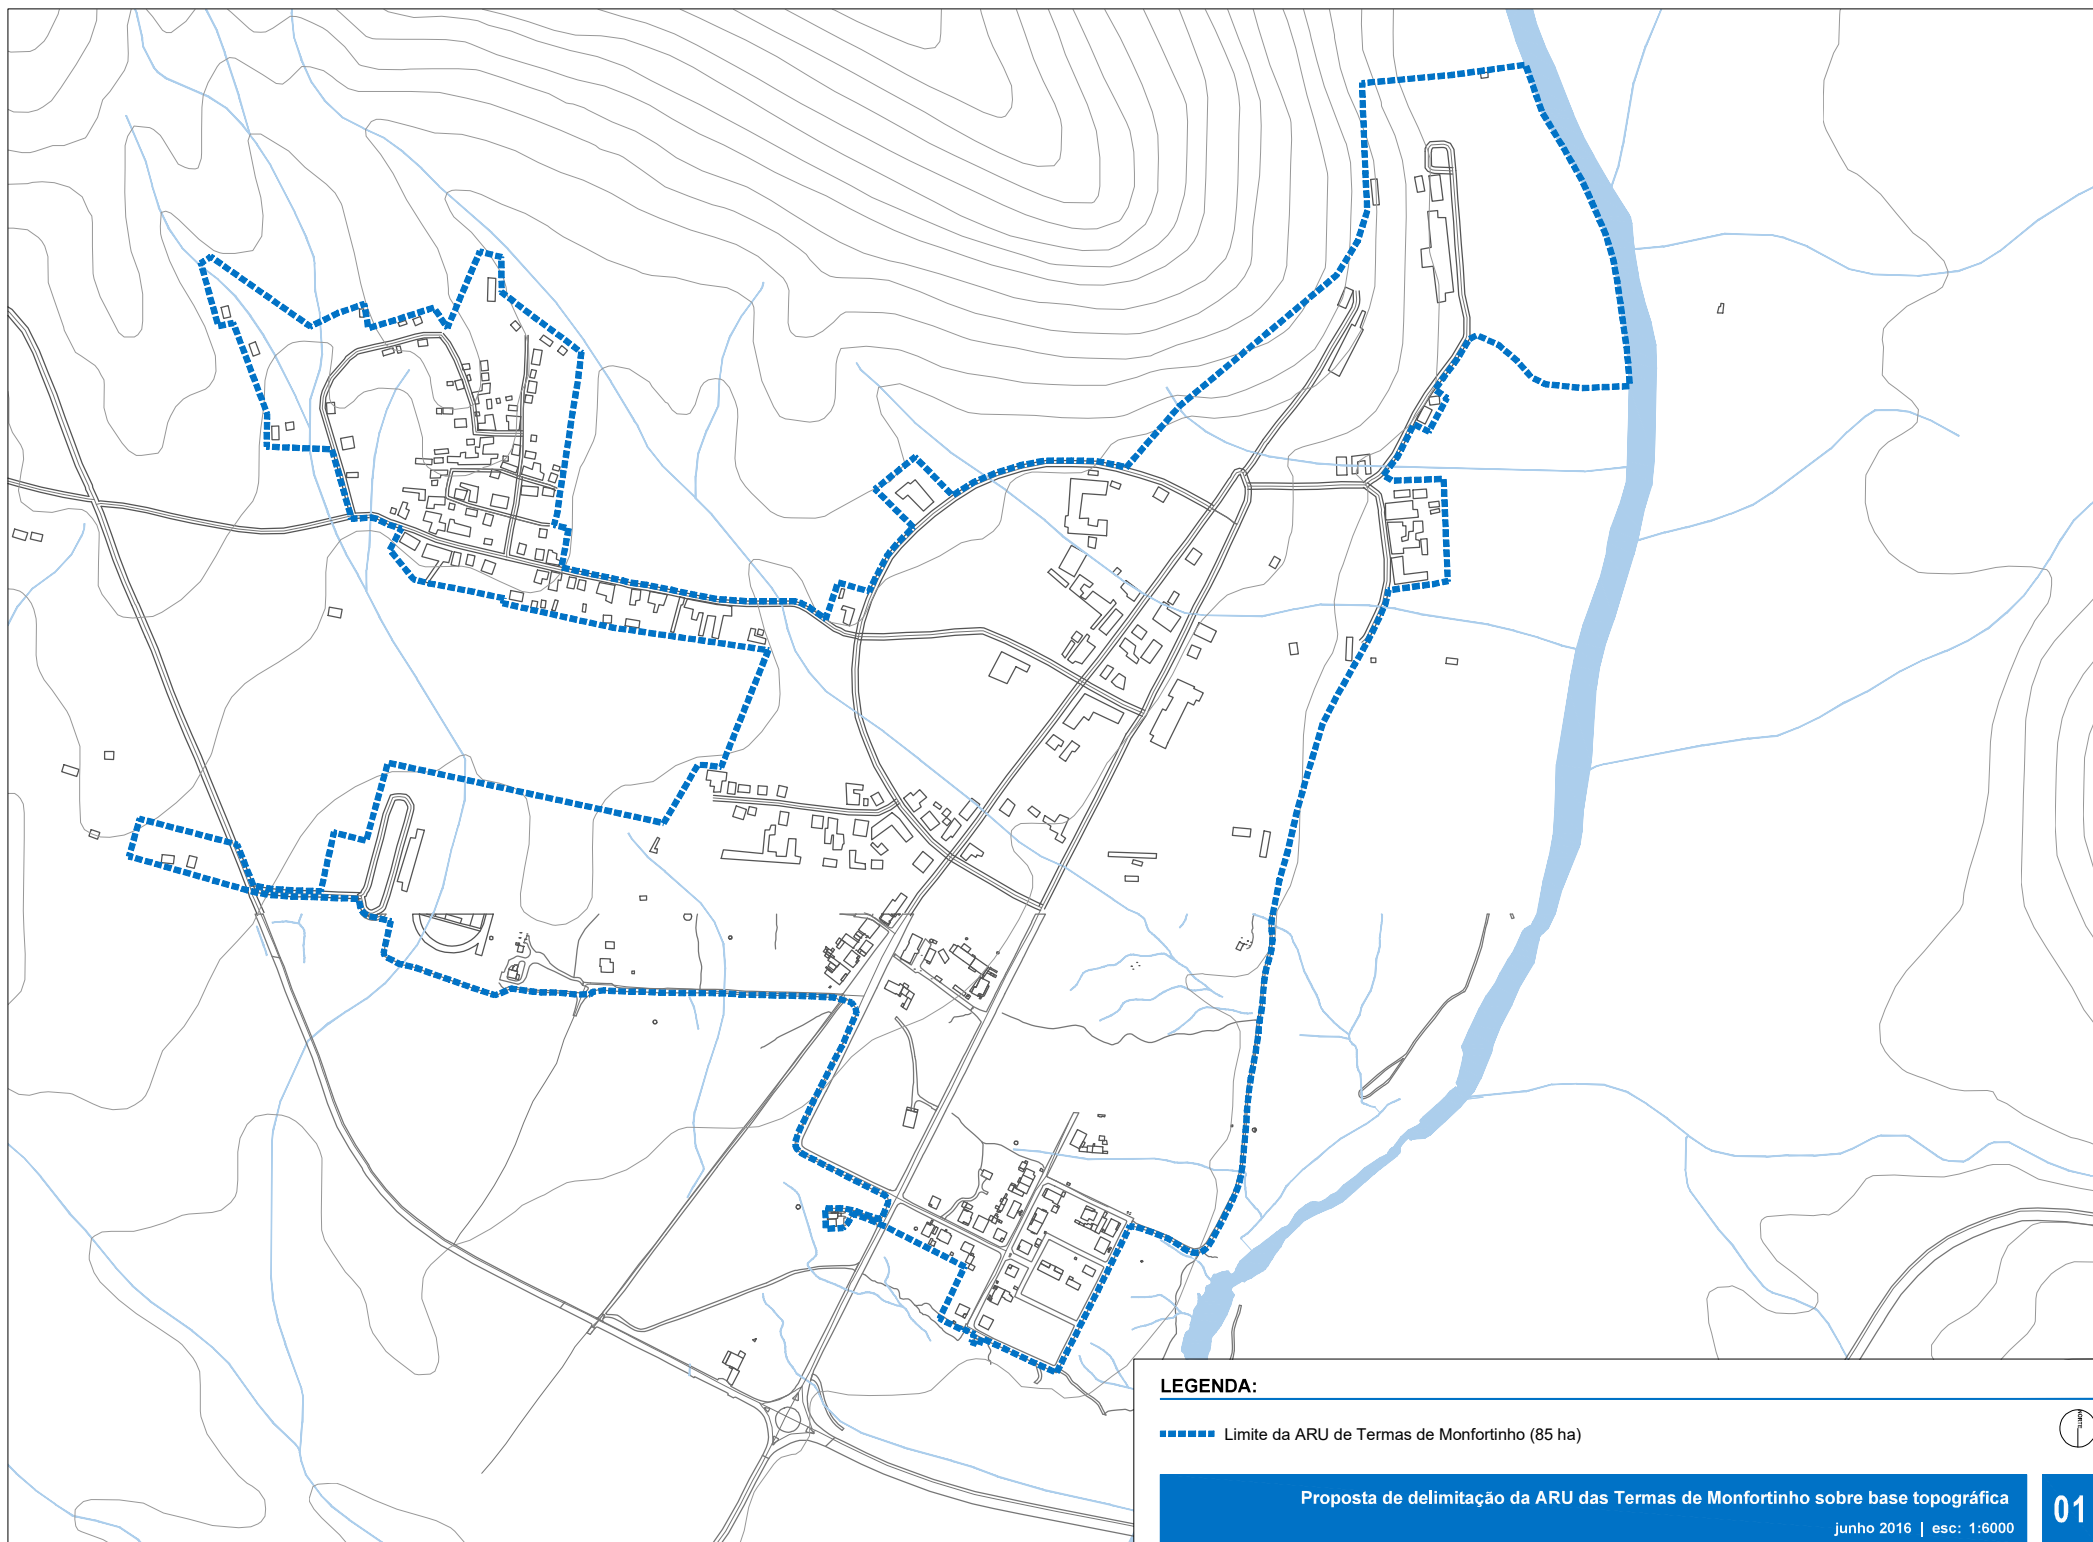 LEGENDA:
NORTE
Limite da ARU de Termas de Monfortinho (85 ha)
Proposta de delimitação da ARU das Termas de Monfortinho sobre base topográfica
junho 2016 | esc: 1:6000
01